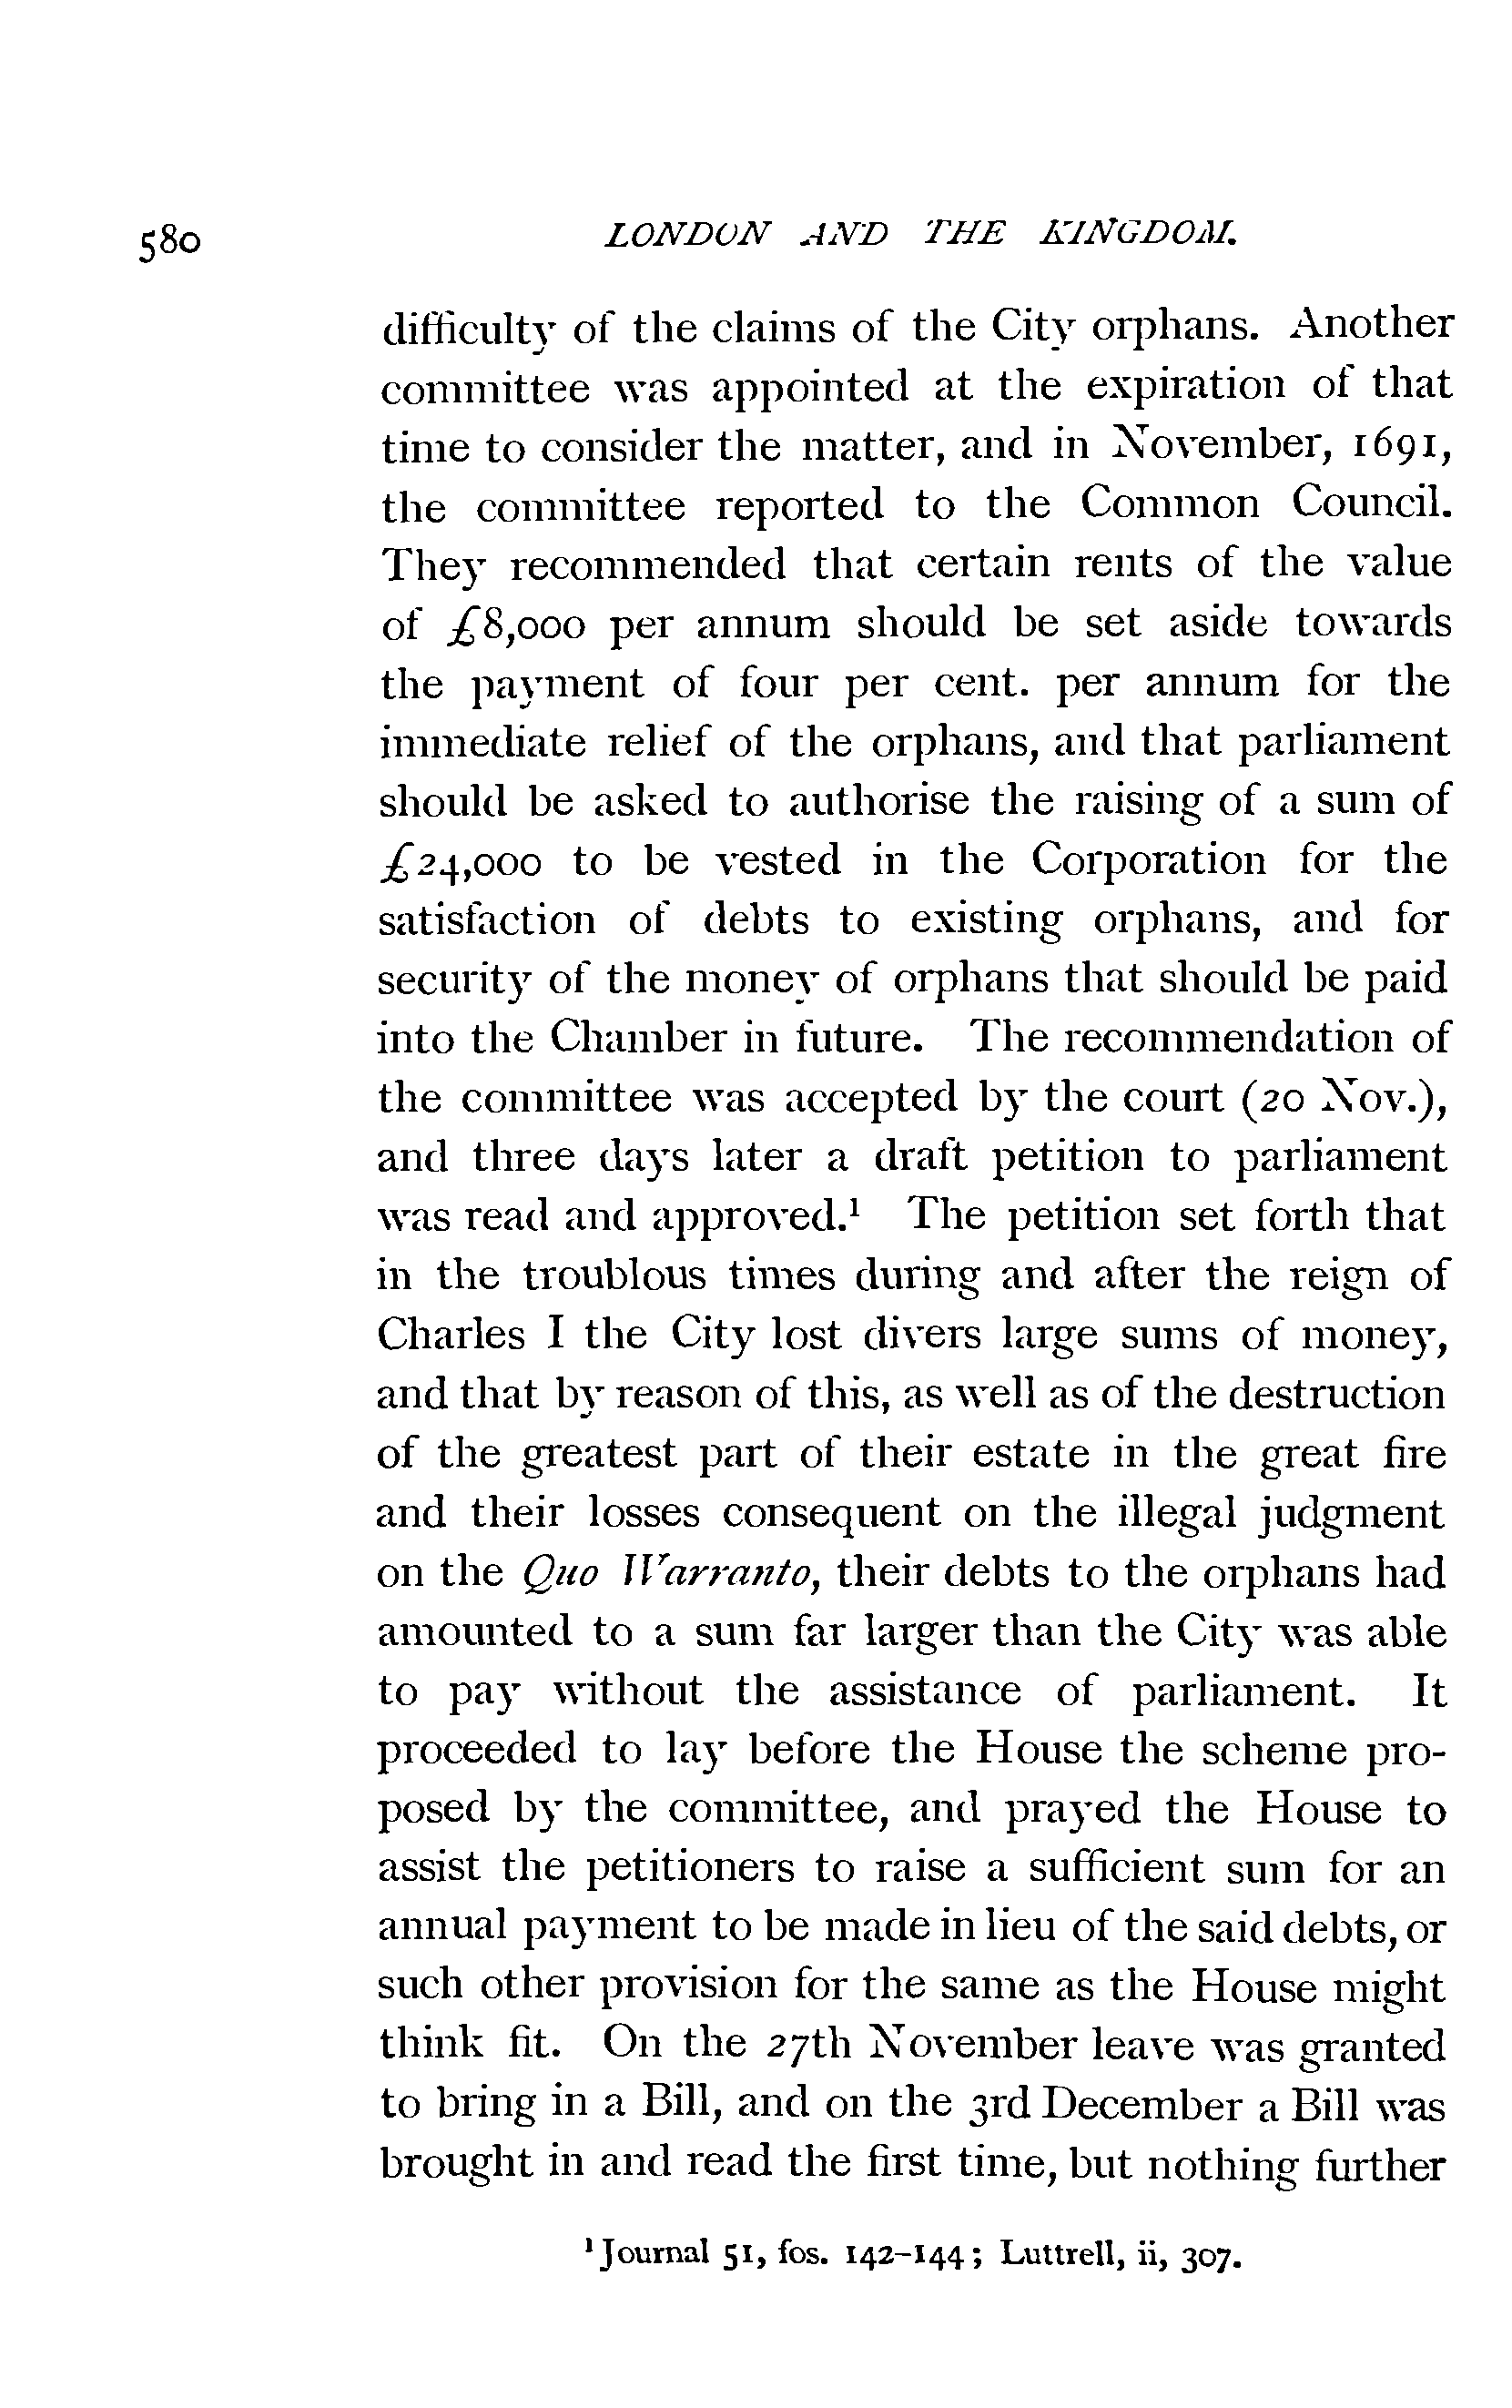 580
LONDON AND THE KINGDOM.
difficulty of the claims of the City orphans. Another
committee was appointed at the expiration of that
time to consider the matter, and in November, 1691,
the committee reported to the Common Council.
They recommended that certain rents of the value
of £8,000 per annum should be set aside towards
the payment of four per cent. per annum for the
immediate relief of the orphans, and that parliament
should be asked to authorise the raising of a sum of
£24,000 to be vested in the Corporation for the
satisfaction of debts to existing orphans, and for
security of the money of orphans that should be paid
into the Chamber in future. The recommendation of
the committee was accepted by the court (20 Nov.),
and three days later a draft petition to parliament
was read and approved.¹ The petition set forth that
in the troublous times during and after the reign of
Charles I the City lost divers large sums of money,
and that by reason of this, as well as of the destruction
of the greatest part of their estate in the great fire
and their losses consequent on the illegal judgment
on the Quo Warranto, their debts to the orphans had
amounted to a sum far larger than the City was able
to pay without the assistance of parliament. It
proceeded to lay before the House the scheme pro-
posed by the committee, and prayed the House to
assist the petitioners to raise a sufficient sum for an
annual payment to be made in lieu of the said debts, or
such other provision for the same as the House might
think fit. On the 27th November leave was granted
to bring in a Bill, and on the 3rd December a Bill was
brought in and read the first time, but nothing further
¹ Journal 51, fos. 142–144; Luttrell, ii, 307.